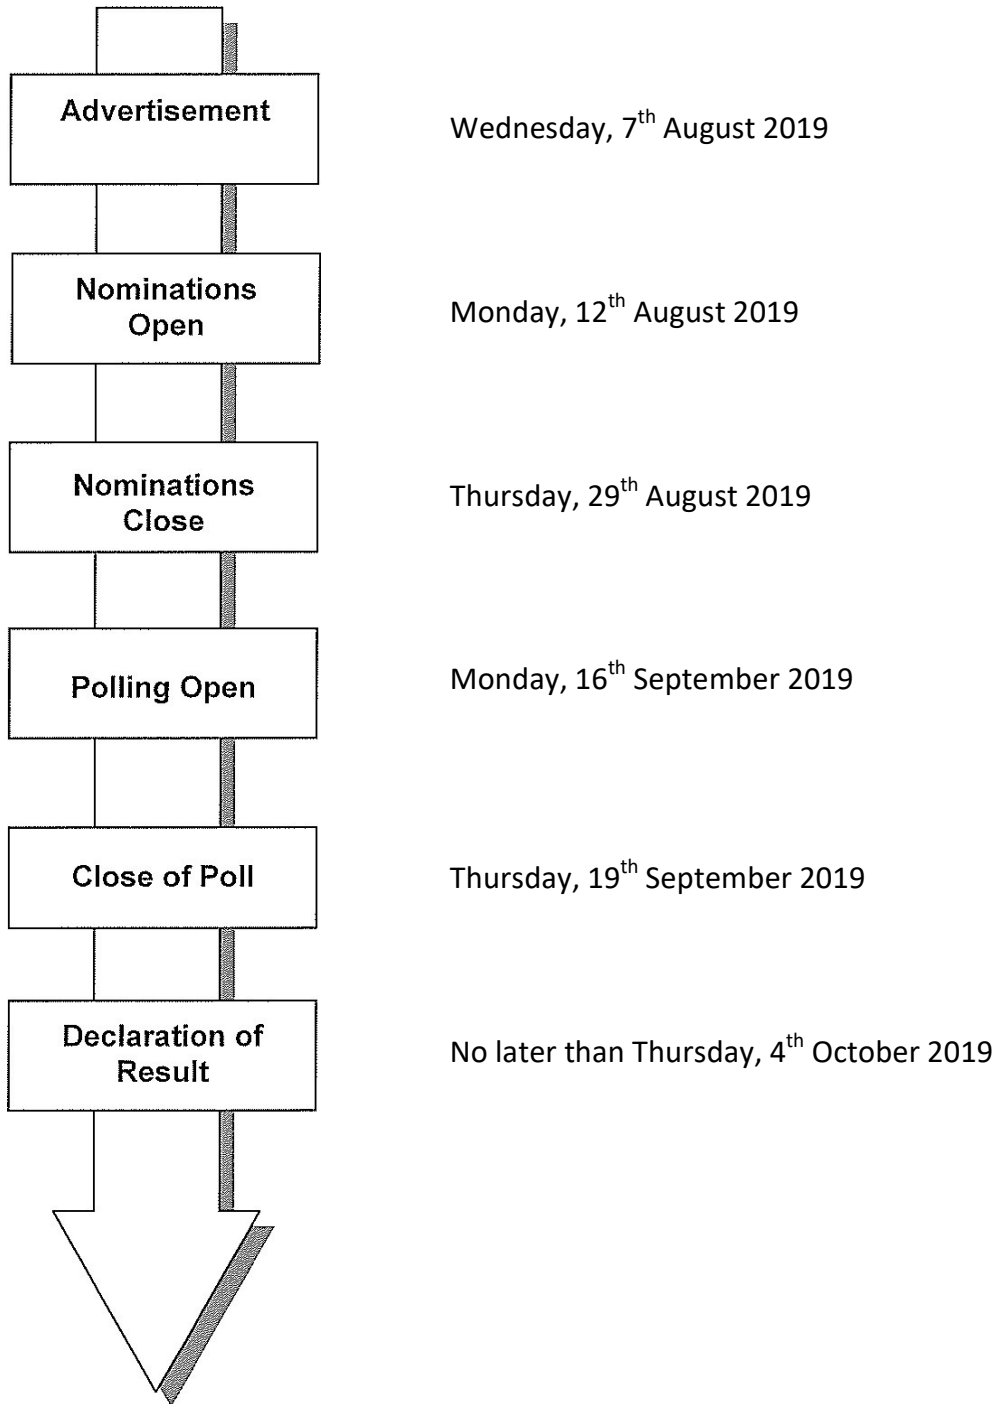 Advertisement
Wednesday, 7th August 2019
Nominations
Open
Monday, 12th August 2019
Nominations
Close
Thursday, 29th August 2019
Polling Open
Monday, 16th September 2019
Close of Poll
Thursday, 19th September 2019
Declaration of
Result
No later than Thursday, 4th October 2019